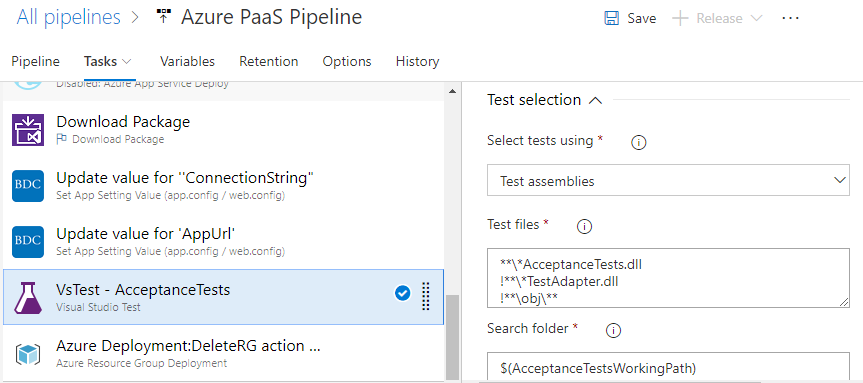 All pipelines > Azure PaaS Pipeline
Save
Release
...
Pipeline
Tasks
Variables
Retention
Options
History
Disabled: Azure App Service Deploy
Download Package
Download Package
BDC
Update value for ''ConnectionString"
Set App Setting Value (app.config / web.config)
BDC
Update value for 'AppUrl'
Set App Setting Value (app.config / web.config)
VsTest - AcceptanceTests
Visual Studio Test
Azure Deployment:DeleteRG action ...
Azure Resource Group Deployment
Test selection
Select tests using *
Test assemblies
Test files *
**\*AcceptanceTests.dll
!**\*TestAdapter.dll
!**\obj\**
Search folder *
$(AcceptanceTestsWorkingPath)